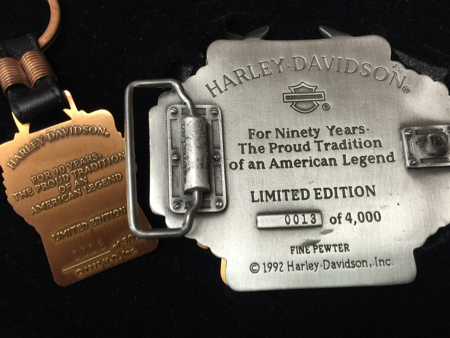 HARLEY-DAVIDSON
FOR 90 YEARS
THE PROUD TRADITION
OF AN
AMERICAN LEGEND
LIMITED EDITION
HARLEY-DAVIDSON®
For Ninety Years-
The Proud Tradition
of an American Legend
LIMITED EDITION
0013 of 4,000
FINE PEWTER
© 1992 Harley-Davidson, Inc.